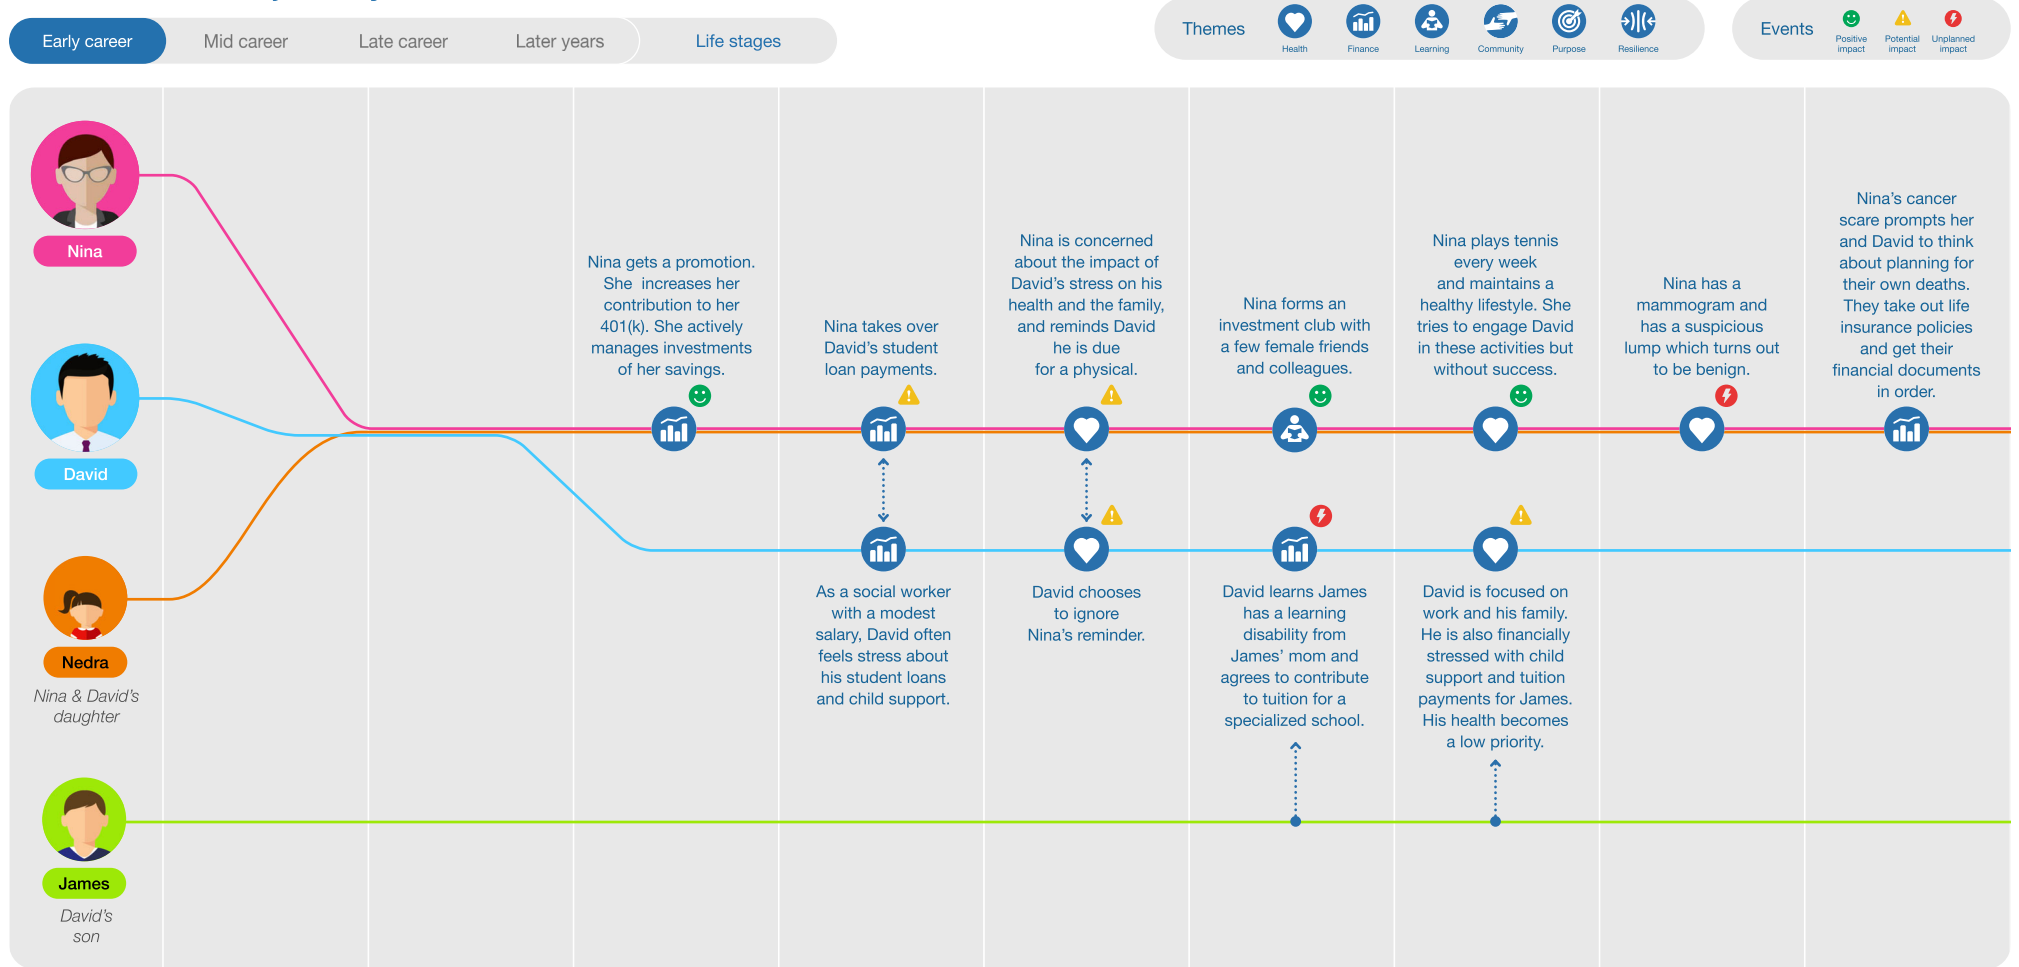 Early career
Mid career
Late career
Later years
Life stages
Themes
Health
Finance
Learning
Community
Purpose
Resilience
Events
Positive
impact
Potential
impact
Unplanned
impact
Nina
David
Nedra
Nina & David's
daughter
James
David's
son
Nina gets a promotion.
She increases her
contribution to her
401(k). She actively
manages investments
of her savings.
Nina takes over
David's student
loan payments.
Nina is concerned
about the impact of
David's stress on his
health and the family,
and reminds David
he is due
for a physical.
Nina forms an
investment club with
a few female friends
and colleagues.
Nina plays tennis
every week
and maintains a
healthy lifestyle. She
tries to engage David
in these activities but
without success.
Nina has a
mammogram and
has a suspicious
lump which turns out
to be benign.
Nina's cancer
scare prompts her
and David to think
about planning for
their own deaths.
They take out life
insurance policies
and get their
financial documents
in order.
As a social worker
with a modest
salary, David often
feels stress about
his student loans
and child support.
David chooses
to ignore
Nina's reminder.
David learns James
has a learning
disability from
James' mom and
agrees to contribute
to tuition for a
specialized school.
David is focused on
work and his family.
He is also financially
stressed with child
support and tuition
payments for James.
His health becomes
a low priority.